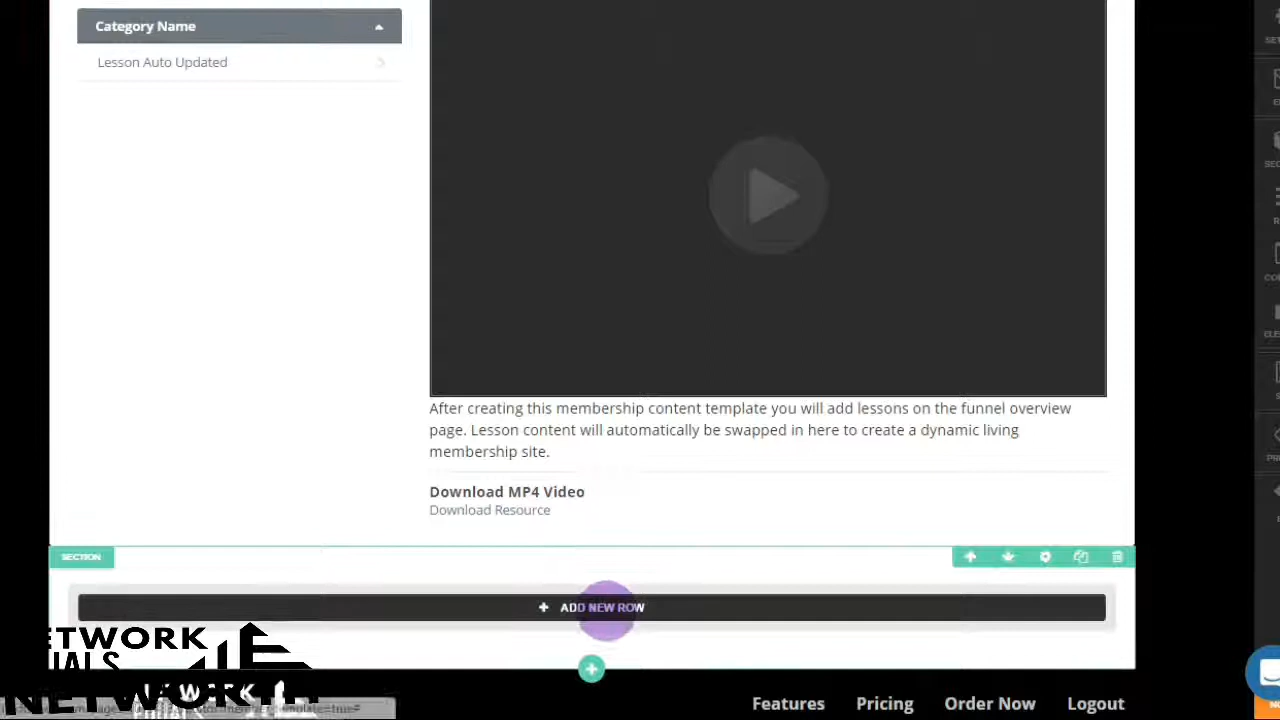 Category Name
Lesson Auto Updated
After creating this membership content template you will add lessons on the funnel overview
page. Lesson content will automatically be swapped in here to create a dynamic living
membership site.
Download MP4 Video
Download Resource
SECTION
+ ADD NEW ROW
Features
Pricing
Order Now
Logout